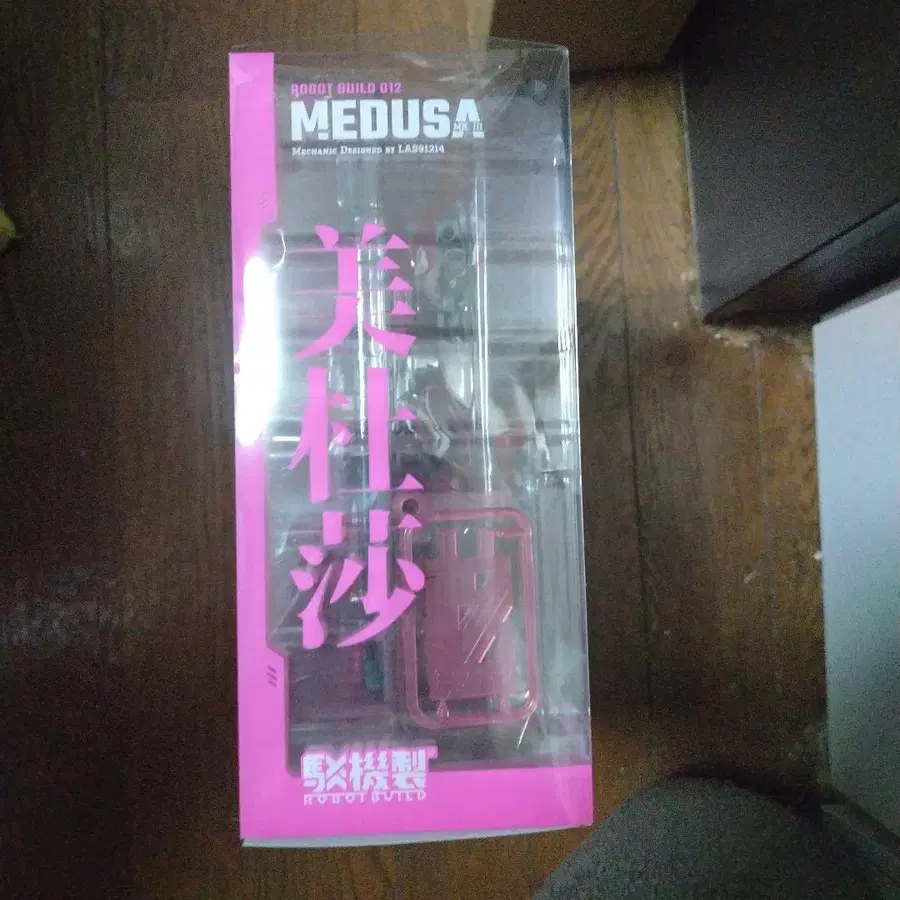 ROBOT BUILD 012
MEDUSA
MK III
MECHANIC DESIGNED BY LAS91214
美杜莎
馭機製
ROBOT BUILD